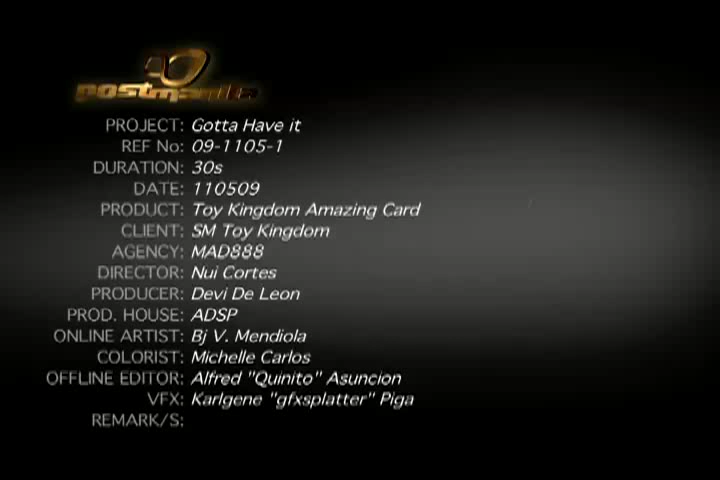 postmanila
PROJECT: Gotta Have it
REF No: 09-1105-1
DURATION: 30s
DATE: 110509
PRODUCT: Toy Kingdom Amazing Card
CLIENT: SM Toy Kingdom
AGENCY: MAD888
DIRECTOR: Nui Cortes
PRODUCER: Devi De Leon
PROD. HOUSE: ADSP
ONLINE ARTIST: Bj V. Mendiola
COLORIST: Michelle Carlos
OFFLINE EDITOR: Alfred "Quinito" Asuncion
VFX: Karlgene "gfxsplatter" Piga
REMARK/S: